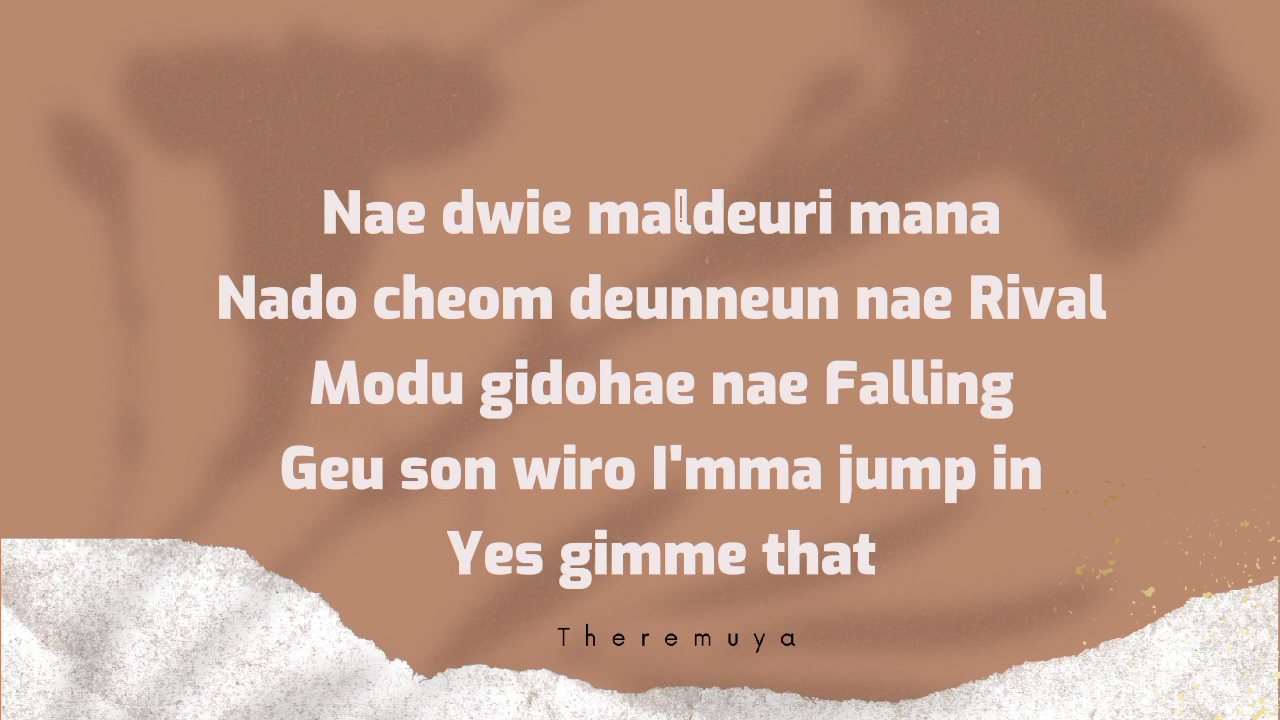 Nae dwie maldeuri mana
Nado cheom deunneun nae Rival
Modu gidohae nae Falling
Geu son wiro I'mma jump in
Yes gimme that
Theremuya